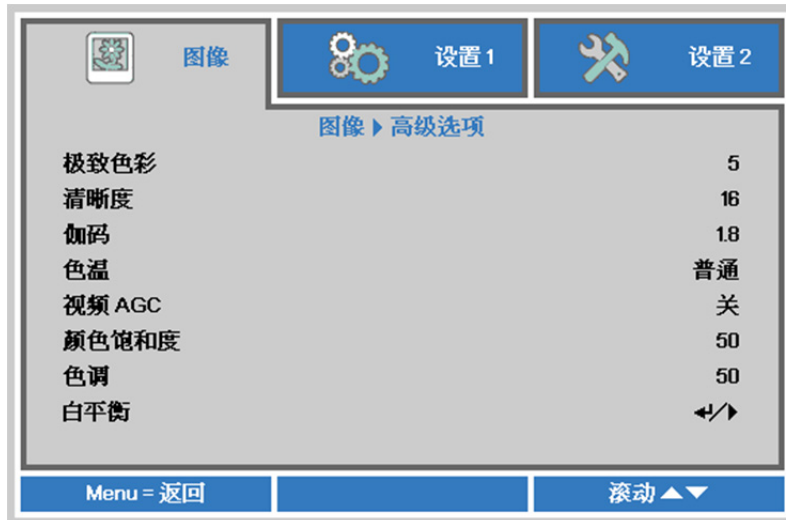 图像 设置 1 设置 2
图像 ▶ 高级选项
极致色彩 5
清晰度 16
伽码 1.8
色温 普通
视频 AGC 关
颜色饱和度 50
色调 50
白平衡 ↵/▶
Menu = 返回 滚动▲▼